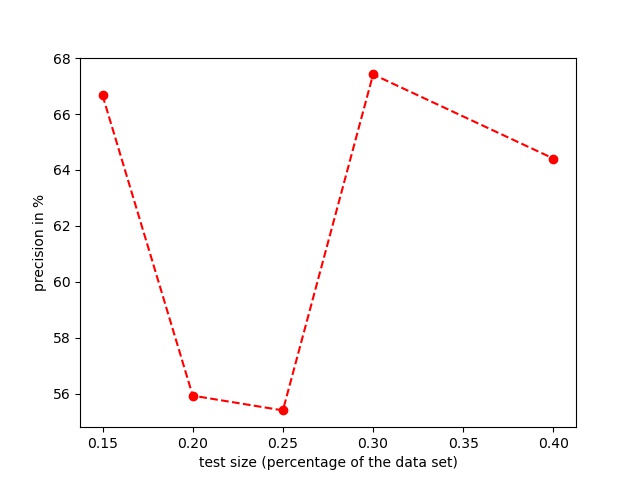 68
66
64
62
60
58
56
precision in %
0.15 0.20 0.25 0.30 0.35 0.40
test size (percentage of the data set)